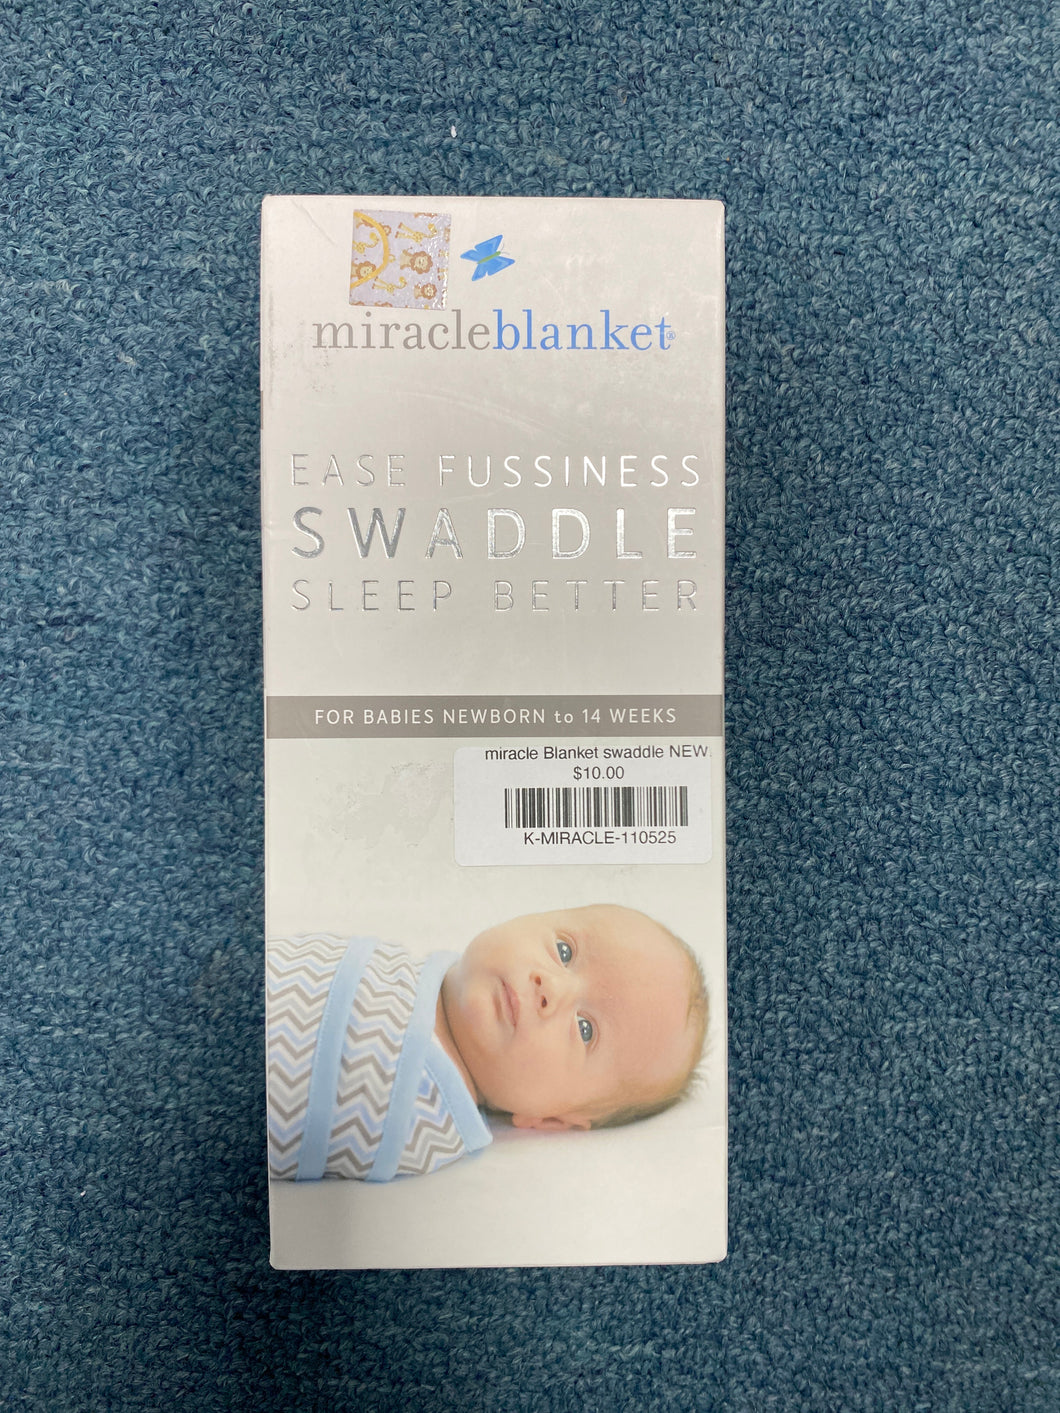 miracleblanket®
EASE FUSSINESS
SWADDLE
SLEEP BETTER
FOR BABIES NEWBORN to 14 WEEKS
miracle Blanket swaddle NEW
$10.00
K-MIRACLE-110525